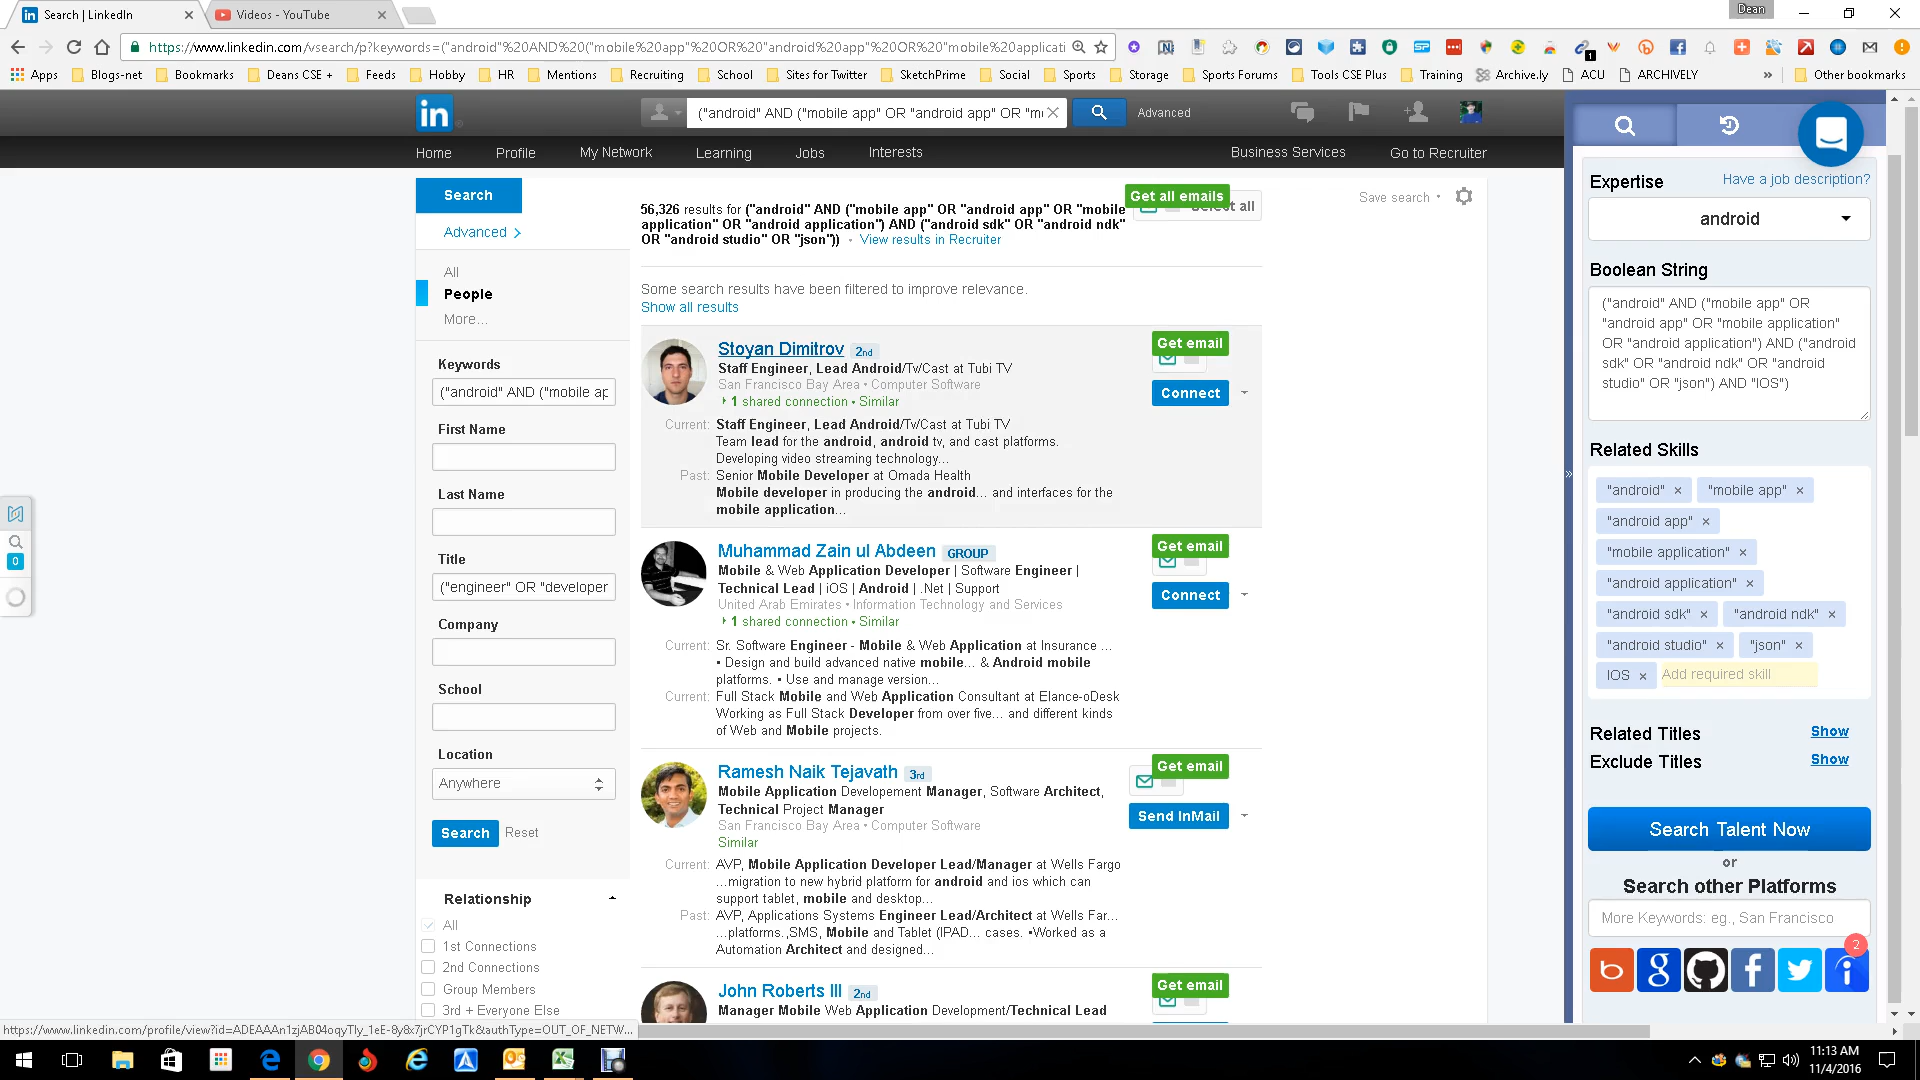 Search | LinkedIn
Videos - YouTube
Dean
https://www.linkedin.com/vsearch/p?keywords=("android"%20AND%20("mobile%20app"%20OR%20"android%20app"%20OR%20"mobile%20applicati
Apps
Blogs-net
Bookmarks
Deans CSE +
Feeds
Hobby
HR
Mentions
Recruiting
School
Sites for Twitter
SketchPrime
Social
Sports
Storage
Sports Forums
Tools CSE Plus
Training
Archive.ly
ACU
ARCHIVELY
»
Other bookmarks
in
("android" AND ("mobile app" OR "android app" OR "m
Advanced
Home
Profile
My Network
Learning
Jobs
Interests
Business Services
Go to Recruiter
Search
Advanced >
All
People
More...
Keywords
("android" AND ("mobile ap
First Name
Last Name
Title
("engineer" OR "developer
Company
School
Location
Anywhere
Search
Reset
Relationship
All
1st Connections
2nd Connections
Group Members
3rd + Everyone Else
Get all emails
Select all
Save search •
56,326 results for ("android" AND ("mobile app" OR "android app" OR "mobile
application" OR "android application") AND ("android sdk" OR "android ndk"
OR "android studio" OR "json")) • View results in Recruiter
Some search results have been filtered to improve relevance.
Show all results
Stoyan Dimitrov 2nd
Staff Engineer, Lead Android/Tv/Cast at Tubi TV
San Francisco Bay Area • Computer Software
1 shared connection • Similar
Current: Staff Engineer, Lead Android/Tv/Cast at Tubi TV
Team lead for the android, android tv, and cast platforms.
Developing video streaming technology...
Past: Senior Mobile Developer at Omada Health
Mobile developer in producing the android... and interfaces for the
mobile application...
Get email
Connect
Muhammad Zain ul Abdeen GROUP
Mobile & Web Application Developer | Software Engineer |
Technical Lead | iOS | Android | .Net | Support
United Arab Emirates • Information Technology and Services
1 shared connection • Similar
Current: Sr. Software Engineer - Mobile & Web Application at Insurance ...
• Design and build advanced native mobile... & Android mobile
platforms. • Use and manage version...
Current: Full Stack Mobile and Web Application Consultant at Elance-oDesk
Working as Full Stack Developer from over five... and different kinds
of Web and Mobile projects.
Get email
Connect
Ramesh Naik Tejavath 3rd
Mobile Application Developement Manager, Software Architect,
Technical Project Manager
San Francisco Bay Area • Computer Software
Similar
Current: AVP, Mobile Application Developer Lead/Manager at Wells Fargo
...migration to new hybrid platform for android and ios which can
support tablet, mobile and desktop...
Past: AVP, Applications Systems Engineer Lead/Architect at Wells Far...
...platforms.,SMS, Mobile and Tablet (IPAD... cases. •Worked as a
Automation Architect and designed...
Get email
Send InMail
John Roberts III 2nd
Manager Mobile Web Application Development/Technical Lead
Get email
Expertise
Have a job description?
android
Boolean String
("android" AND ("mobile app" OR
"android app" OR "mobile application"
OR "android application") AND ("android
sdk" OR "android ndk" OR "android
studio" OR "json") AND "IOS")
Related Skills
"android" ×
"mobile app" ×
"android app" ×
"mobile application" ×
"android application" ×
"android sdk" ×
"android ndk" ×
"android studio" ×
"json" ×
IOS ×
Add required skill
Related Titles
Show
Exclude Titles
Show
Search Talent Now
or
Search other Platforms
More Keywords: eg., San Francisco
2
0
1
https://www.linkedin.com/profile/view?id=ADEAAAn1zjAB04oqyTly_1eE-8y8x7jrCYP1gTk&authType=OUT_OF_NETW...
11:13 AM
11/4/2016